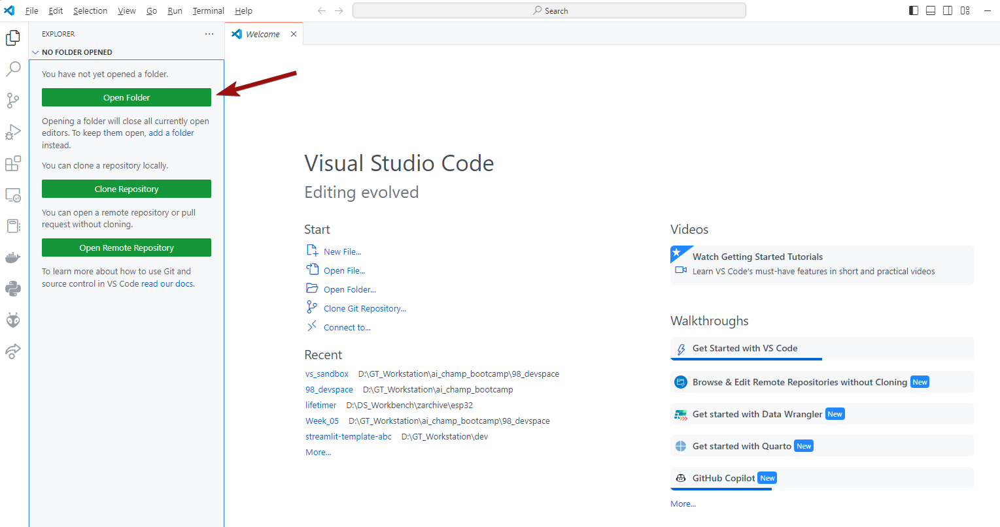 File Edit Selection View Go Run Terminal Help
Search
EXPLORER
NO FOLDER OPENED
You have not yet opened a folder.
Open Folder
Opening a folder will close all currently open
editors. To keep them open, add a folder
instead.
You can clone a repository locally.
Clone Repository
You can open a remote repository or pull
request without cloning.
Open Remote Repository
To learn more about how to use Git and
source control in VS Code read our docs.
Welcome
Visual Studio Code
Editing evolved
Start
New File...
Open File...
Open Folder...
Clone Git Repository...
Connect to...
Recent
vs_sandbox D:\GT_Workstation\ai_champ_bootcamp\98_devspace
98_devspace D:\GT_Workstation\ai_champ_bootcamp
lifetimer D:\DS_Workbench\zarchive\esp32
Week_05 D:\GT_Workstation\ai_champ_bootcamp\98_devspace
streamlit-template-abc D:\GT_Workstation\dev
More...
Videos
Watch Getting Started Tutorials
Learn VS Code's must-have features in short and practical videos
Walkthroughs
Get Started with VS Code
Browse & Edit Remote Repositories without Cloning New
Get started with Data Wrangler New
Get started with Quarto New
GitHub Copilot New
More...